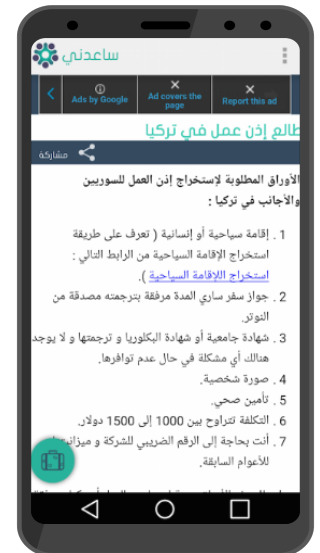 ساعدني
Ads by Google
Ad covers the
page
Report this ad
طالع إذن عمل في تركيا
مشاركة
الأوراق المطلوبة لإستخراج إذن العمل للسوريين
والأجانب في تركيا :
1 . إقامة سياحية أو إنسانية ( تعرف على طريقة
استخراج الإقامة السياحية من الرابط التالي :
استخراج اللإقامة السياحية ).
2 . جواز سفر ساري المدة مرفقة بترجمته مصدقة من
النوتر.
3 . شهادة جامعية أو شهادة البكلوريا و ترجمتها و لا يوجد
هنالك أي مشكلة في حال عدم توافرها.
4 . صورة شخصية.
5 . تأمين صحي.
6 . التكلفة تتراوح بين 1000 إلى 1500 دولار.
7 . أنت بحاجة إلى الرقم الضريبي للشركة و
للأعوام السابقة.